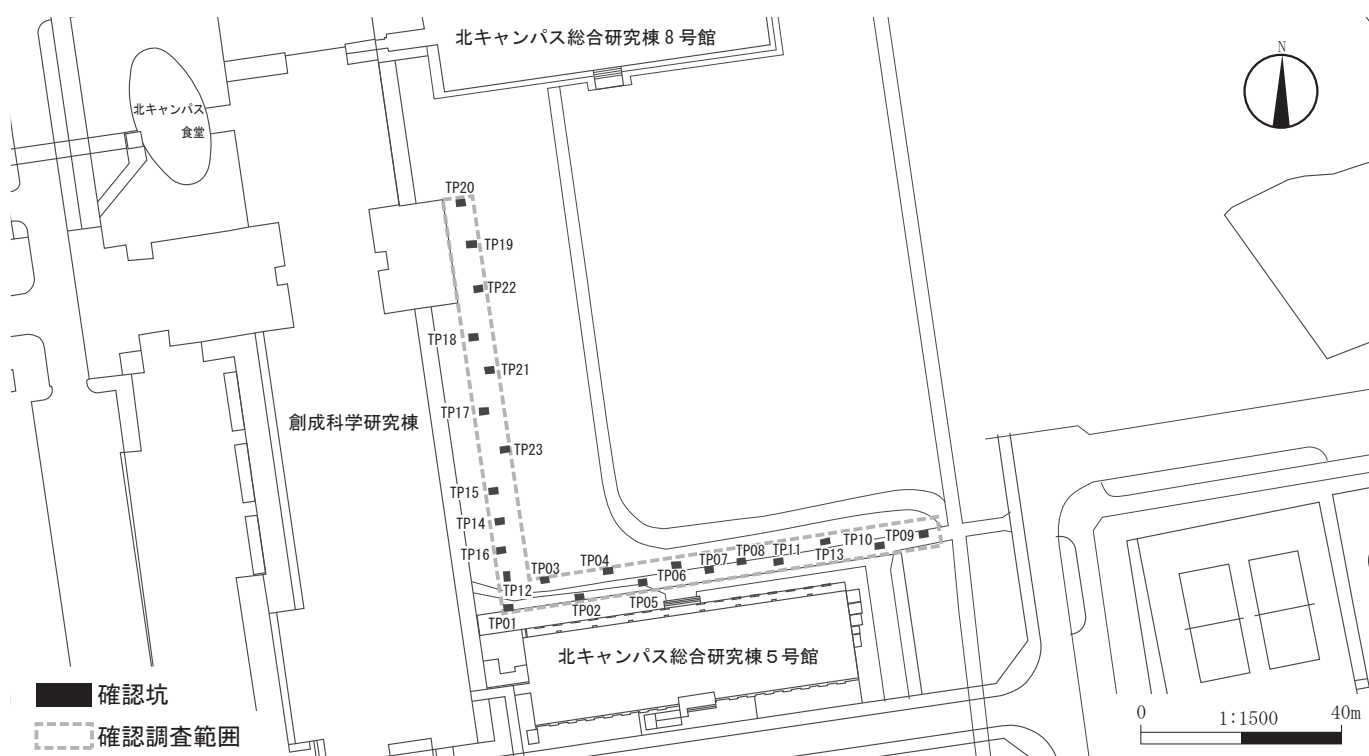 北キャンパス総合研究棟８号館
N
北キャンパス
食堂
TP20
TP19
TP22
TP18
TP21
TP17
創成科学研究棟
TP23
TP15
TP14
TP16
TP12
TP03
TP04
TP06
TP07
TP08
TP11
TP13
TP10
TP09
TP01
TP02
TP05
北キャンパス総合研究棟５号館
確認坑
確認調査範囲
0
1:1500
40m